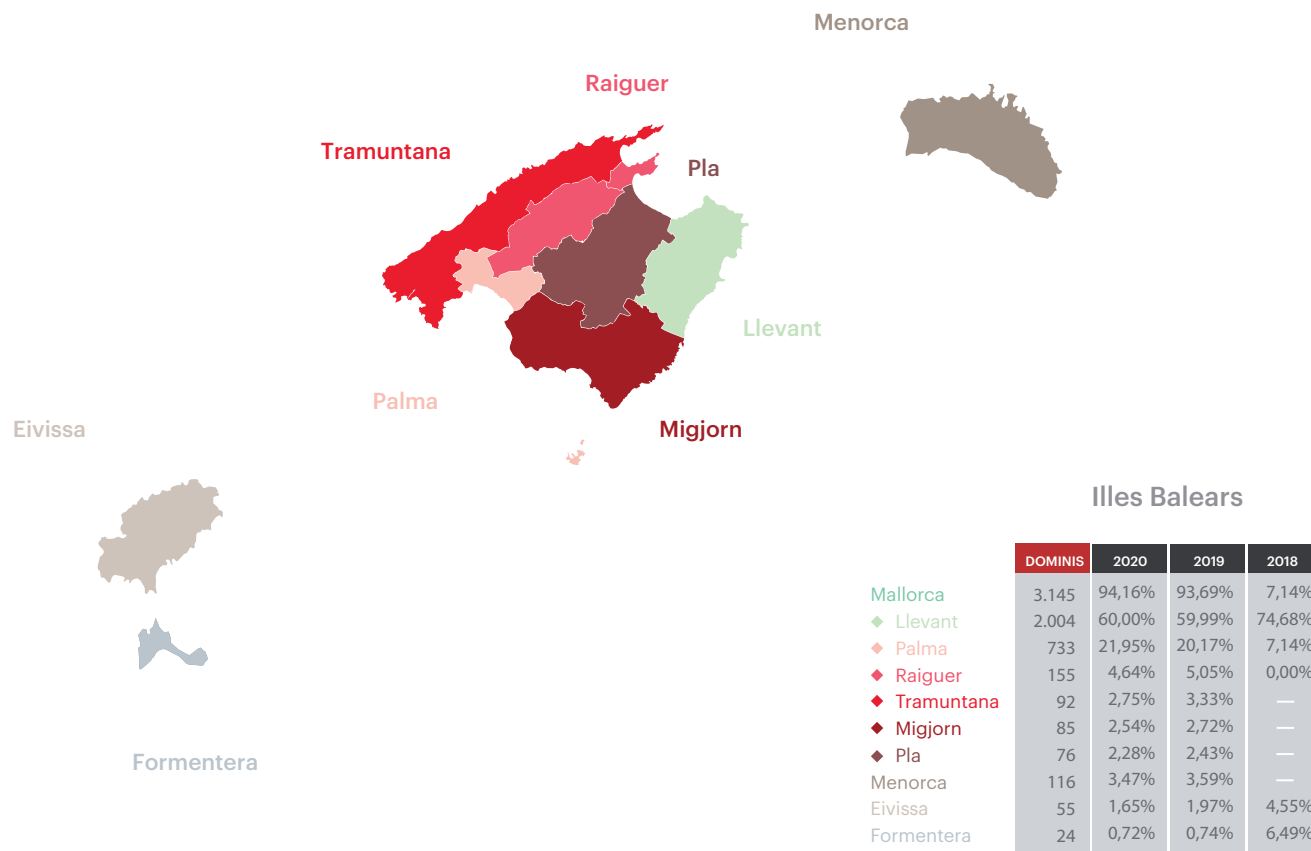 Menorca
Raiguer
Tramuntana
Pla
Llevant
Palma
Eivissa
Migjorn
Illes Balears
DOMINIS 2020 2019 2018
Mallorca 3.145 94,16% 93,69% 7,14%
Llevant 2.004 60,00% 59,99% 74,68%
Palma 733 21,95% 20,17% 7,14%
Raiguer 155 4,64% 5,05% 0,00%
Tramuntana 92 2,75% 3,33% —
Migjorn 85 2,54% 2,72% —
Pla 76 2,28% 2,43% —
Menorca 116 3,47% 3,59% —
Eivissa 55 1,65% 1,97% 4,55%
Formentera 24 0,72% 0,74% 6,49%
Formentera